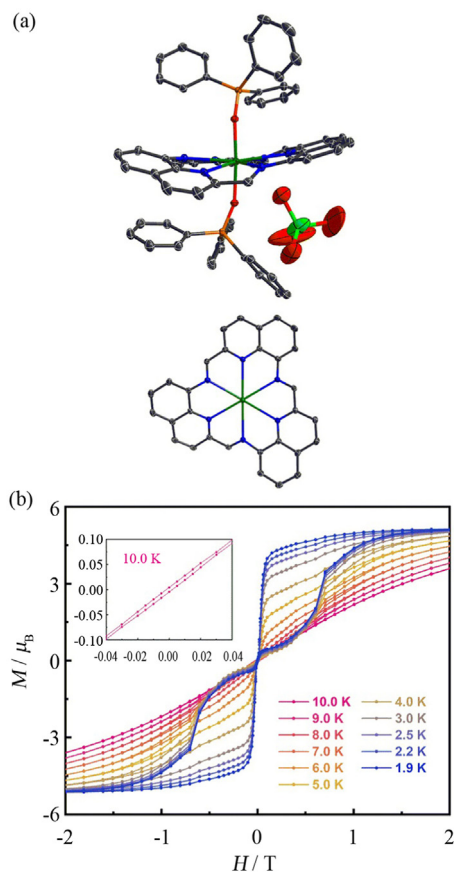 (a)
(b)
6
3
0
-3
-6
M / μB
0.10
0.05
0.00
-0.05
-0.10
10.0 K
-0.04 -0.02 0.00 0.02 0.04
10.0 K
9.0 K
8.0 K
7.0 K
6.0 K
5.0 K
4.0 K
3.0 K
2.5 K
2.2 K
1.9 K
-2 -1 0 1 2
H / T